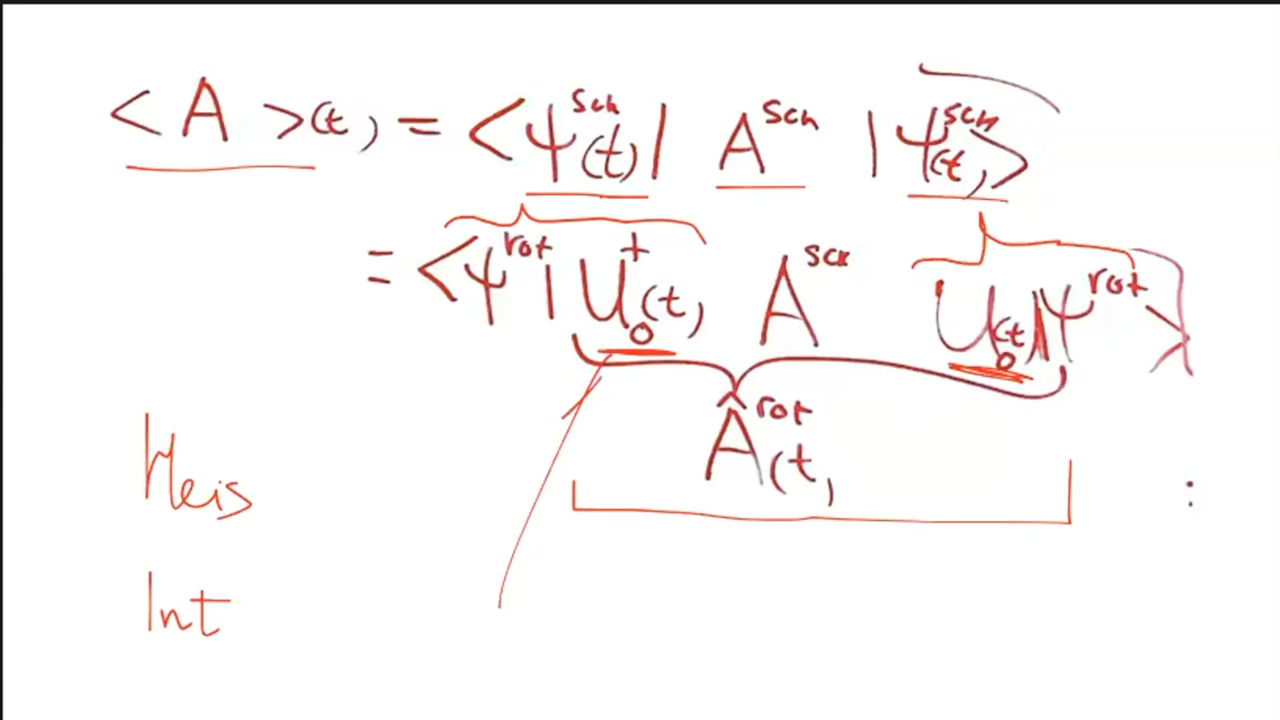 < A >(t) = <ψ^sch(t)| A^sch |ψ^sch(t)>
= <ψ^rot| U₀†(t) A^sch U₀(t)|ψ^rot>
Â^rot(t)
Heis
:
Int